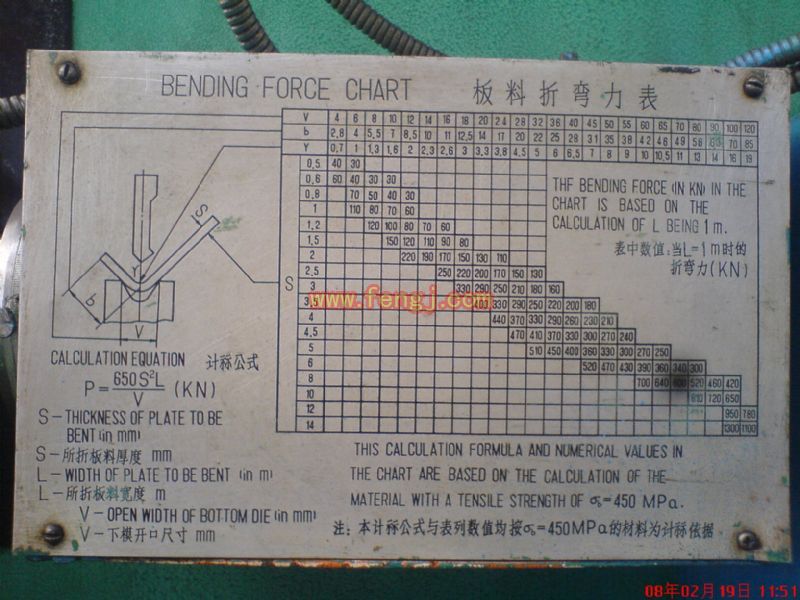 BENDING FORCE CHART 板料折弯力表
V 4 6 8 10 12 14 16 18 20 24 28 32 36 40 45 50 55 60 65 70 80 90 100 120
b 2,8 4 5,5 7 8,5 10 11 12,5 14 17 20 22 25 28 31 35 38 42 46 49 56 63 70 85
Y 0,7 1 1,3 1,6 2 2,3 2,6 3 3,3 3,8 4,5 5 6 6,5 7 8 9 10 10,5 11 13 14 16 19
0.5 40 30
0.6 60 40 30 30
0.8 70 50 40 30
1 110 80 70 60
1.2 120 100 80 70 60
1.5 150 120 110 90 80
2 220 190 170 150 130 110
2.5 250 220 200 170 150 130
3 330 290 250 210 180 160
3.5 400 330 290 250 220 200 180
4 440 370 330 290 260 230 210
4.5 470 410 370 330 300 270 240
5 510 450 400 360 330 300 270 250
6 520 470 430 390 360 340 300
8 700 640 600 520 460 420
10 810 720 650
12 950 780
14 1300 1100
S
THE BENDING FORCE (IN KN) IN THE
CHART IS BASED ON THE
CALCULATION OF L BEING 1m.
表中数值:当L=1m时的
折弯力(KN)
S
Y
b
V
www.fengj.com
CALCULATION EQUATION 计称公式
P=650S²L/V (KN)
S-THICKNESS OF PLATE TO BE
BENT (in mm)
S-所折板料厚度 mm
L-WIDTH OF PLATE TO BE BENT (in m)
L-所折板料宽度 m
V-OPEN WIDTH OF BOTTOM DIE (in mm)
V-下模开口尺寸 mm
THIS CALCULATION FORMULA AND NUMERICAL VALUES IN
THE CHART ARE BASED ON THE CALCULATION OF THE
MATERIAL WITH A TENSILE STRENGTH OF σb=450 MPa.
注:本计称公式与表列数值均按σb=450MPa的材料为计称依据
08年02月19日 11:51